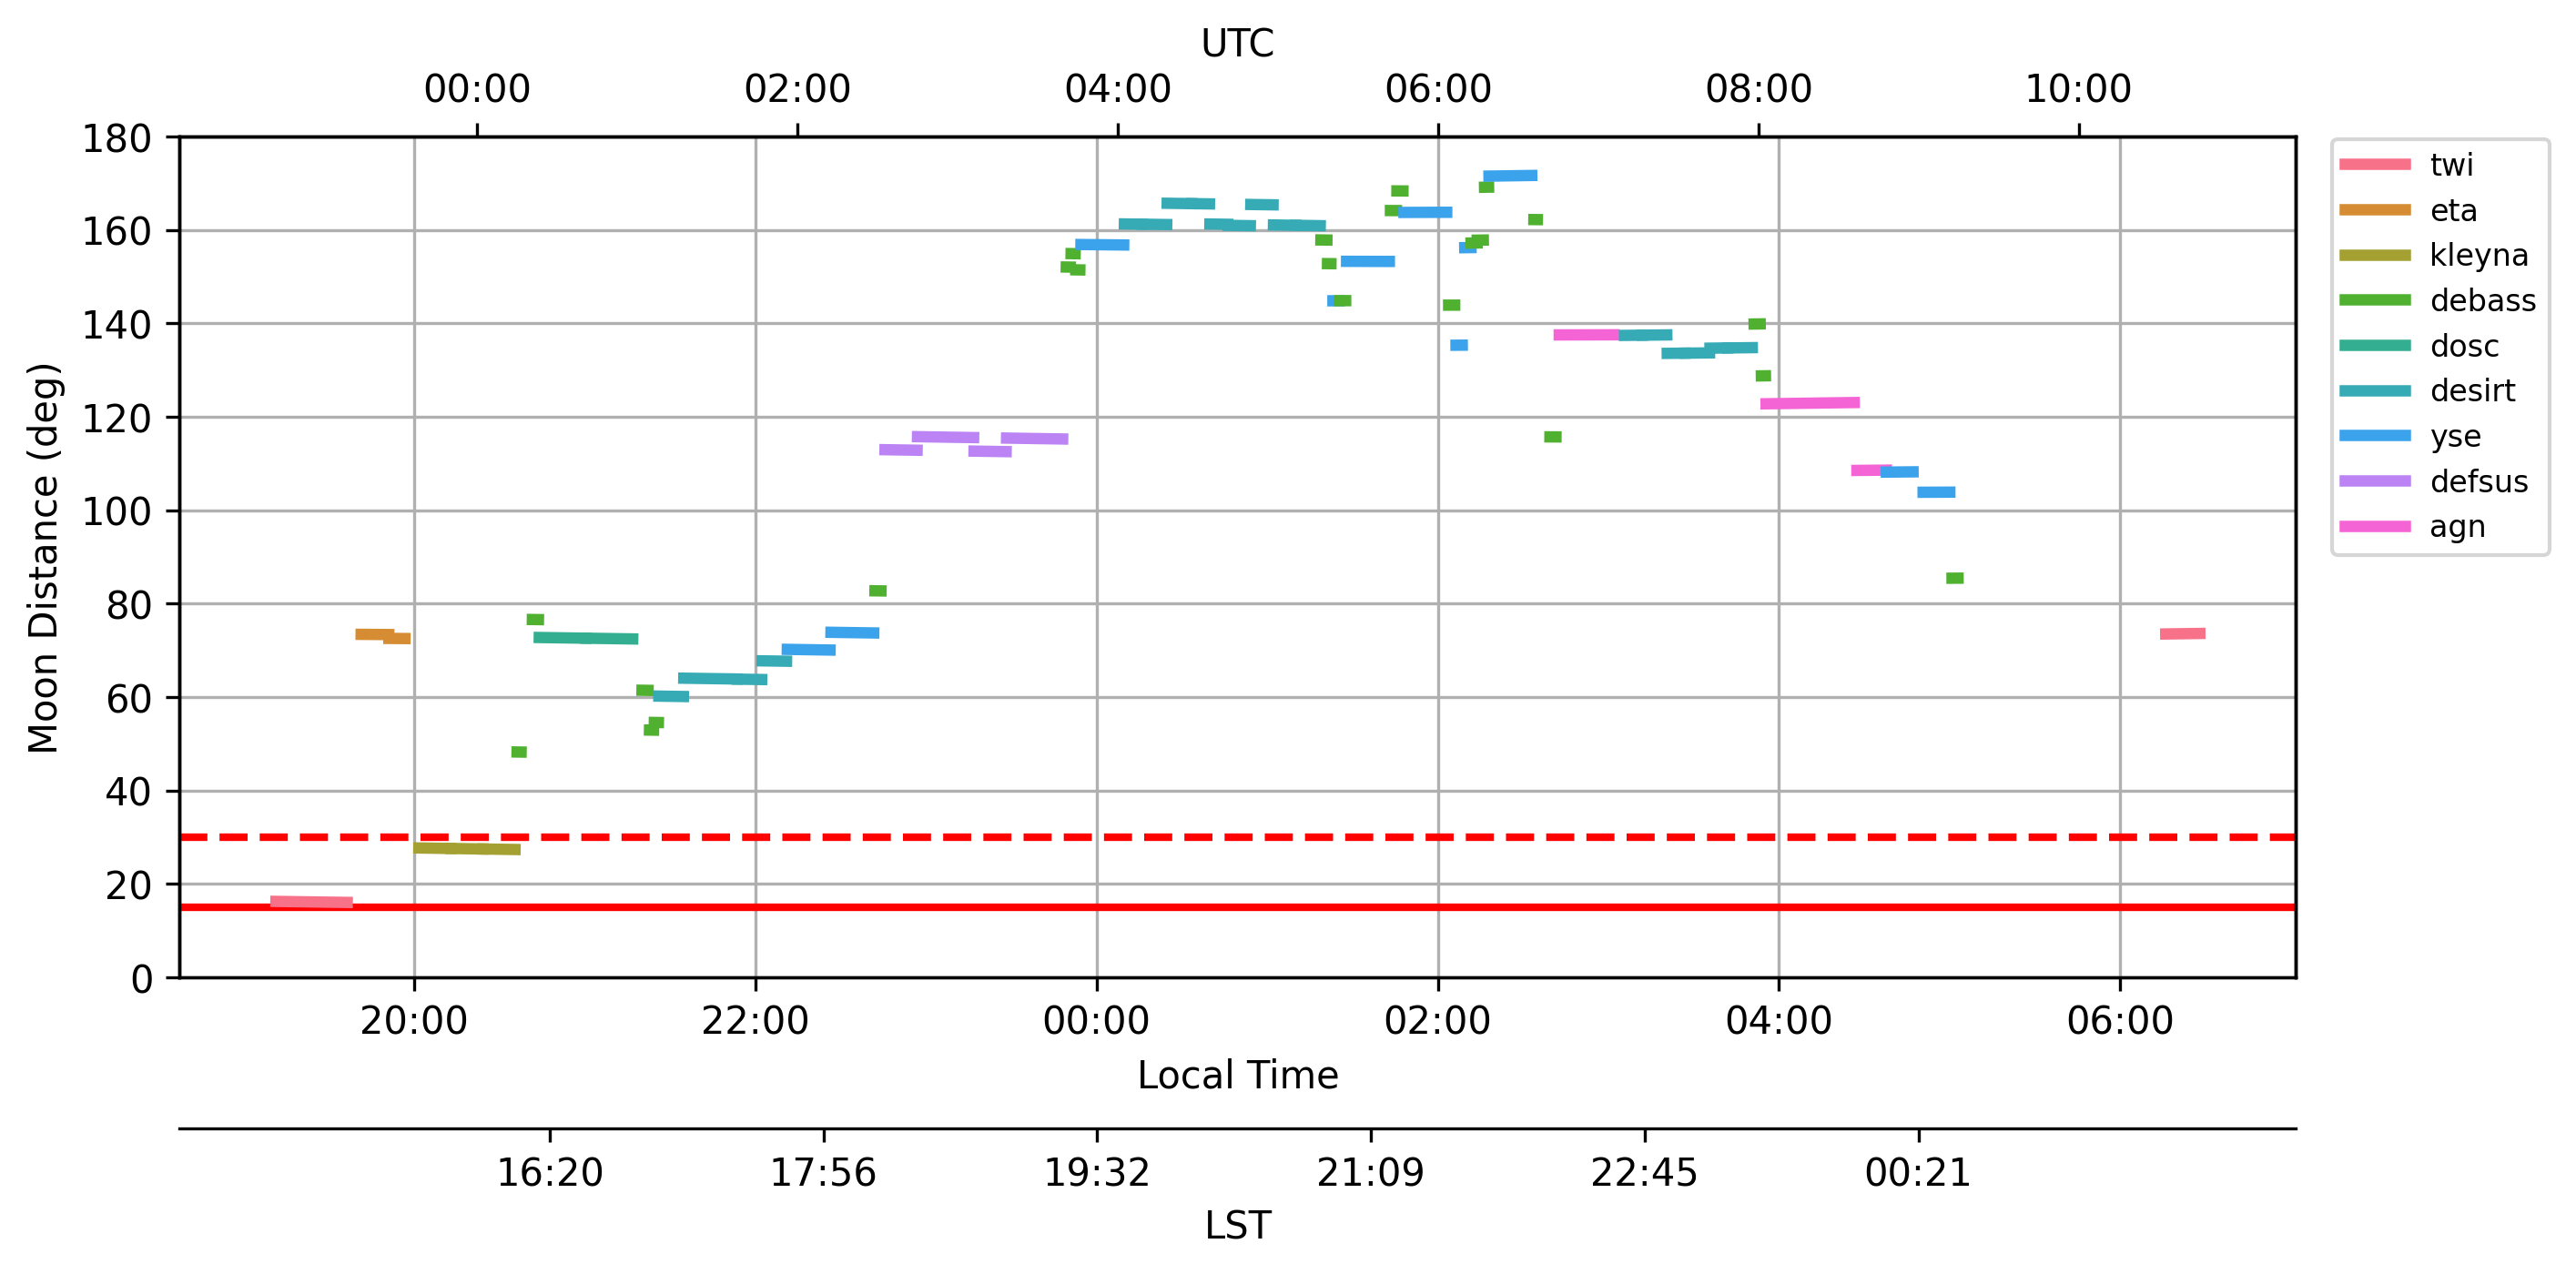 UTC
00:00 02:00 04:00 06:00 08:00 10:00
Moon Distance (deg)
180
160
140
120
100
80
60
40
20
0
20:00 22:00 00:00 02:00 04:00 06:00
Local Time
16:20 17:56 19:32 21:09 22:45 00:21
LST
twi
eta
kleyna
debass
dosc
desirt
yse
defsus
agn